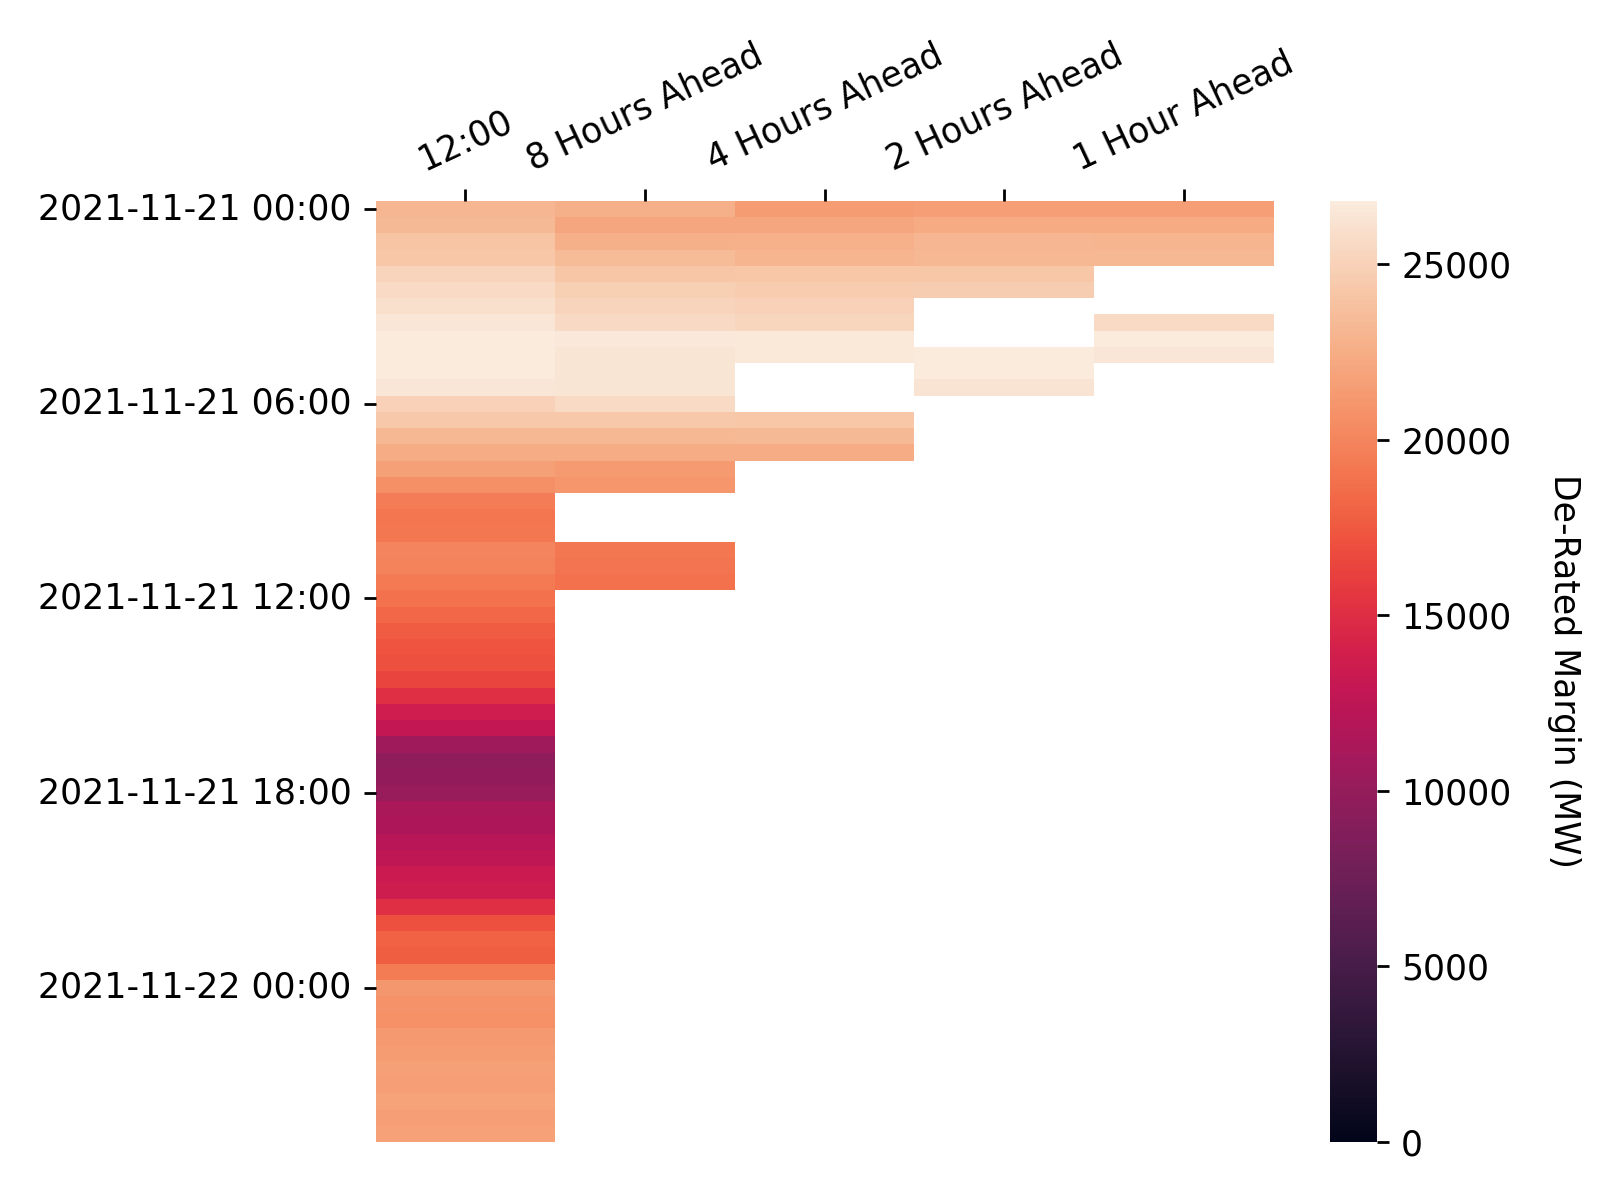 12:00
8 Hours Ahead
4 Hours Ahead
2 Hours Ahead
1 Hour Ahead
2021-11-21 00:00
2021-11-21 06:00
2021-11-21 12:00
2021-11-21 18:00
2021-11-22 00:00
25000
20000
15000
10000
5000
0
De-Rated Margin (MW)